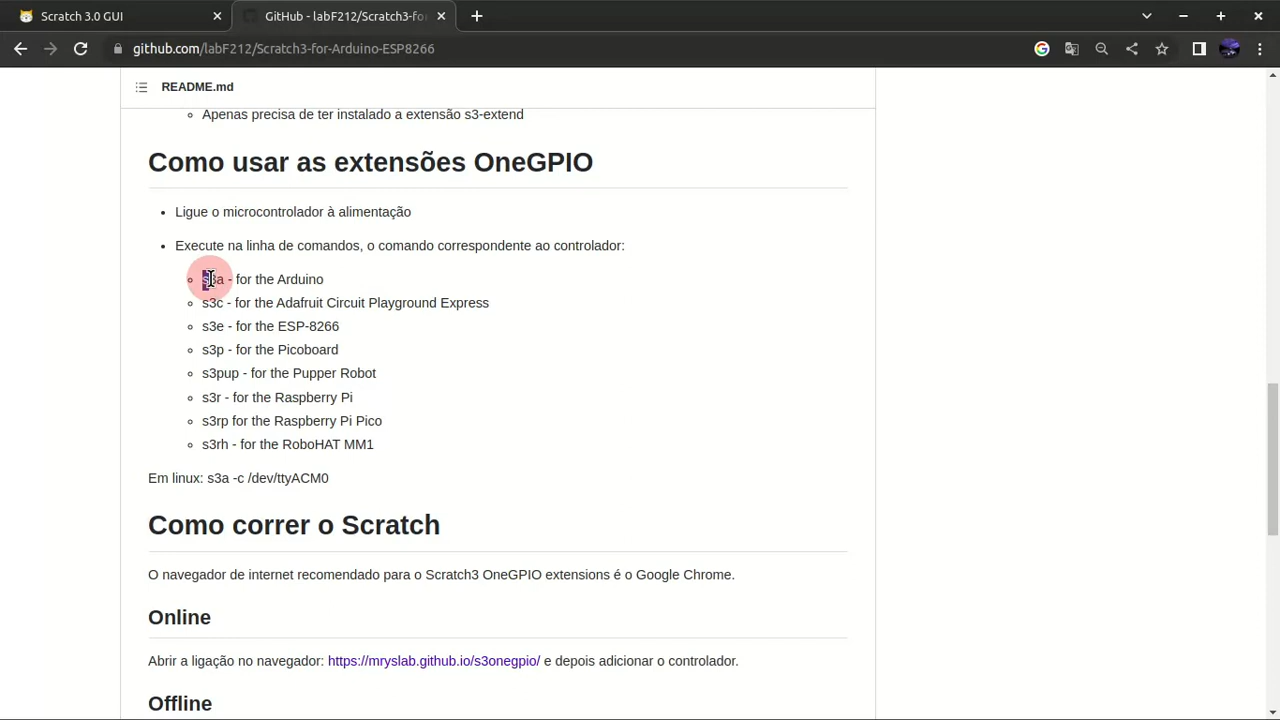 Scratch 3.0 GUI
GitHub - labF212/Scratch3-for
github.com/labF212/Scratch3-for-Arduino-ESP8266
README.md
Apenas precisa de ter instalado a extensão s3-extend
Como usar as extensões OneGPIO
Ligue o microcontrolador à alimentação
Execute na linha de comandos, o comando correspondente ao controlador:
s3a - for the Arduino
s3c - for the Adafruit Circuit Playground Express
s3e - for the ESP-8266
s3p - for the Picoboard
s3pup - for the Pupper Robot
s3r - for the Raspberry Pi
s3rp for the Raspberry Pi Pico
s3rh - for the RoboHAT MM1
Em linux: s3a -c /dev/ttyACM0
Como correr o Scratch
O navegador de internet recomendado para o Scratch3 OneGPIO extensions é o Google Chrome.
Online
Abrir a ligação no navegador: https://mryslab.github.io/s3onegpio/ e depois adicionar o controlador.
Offline